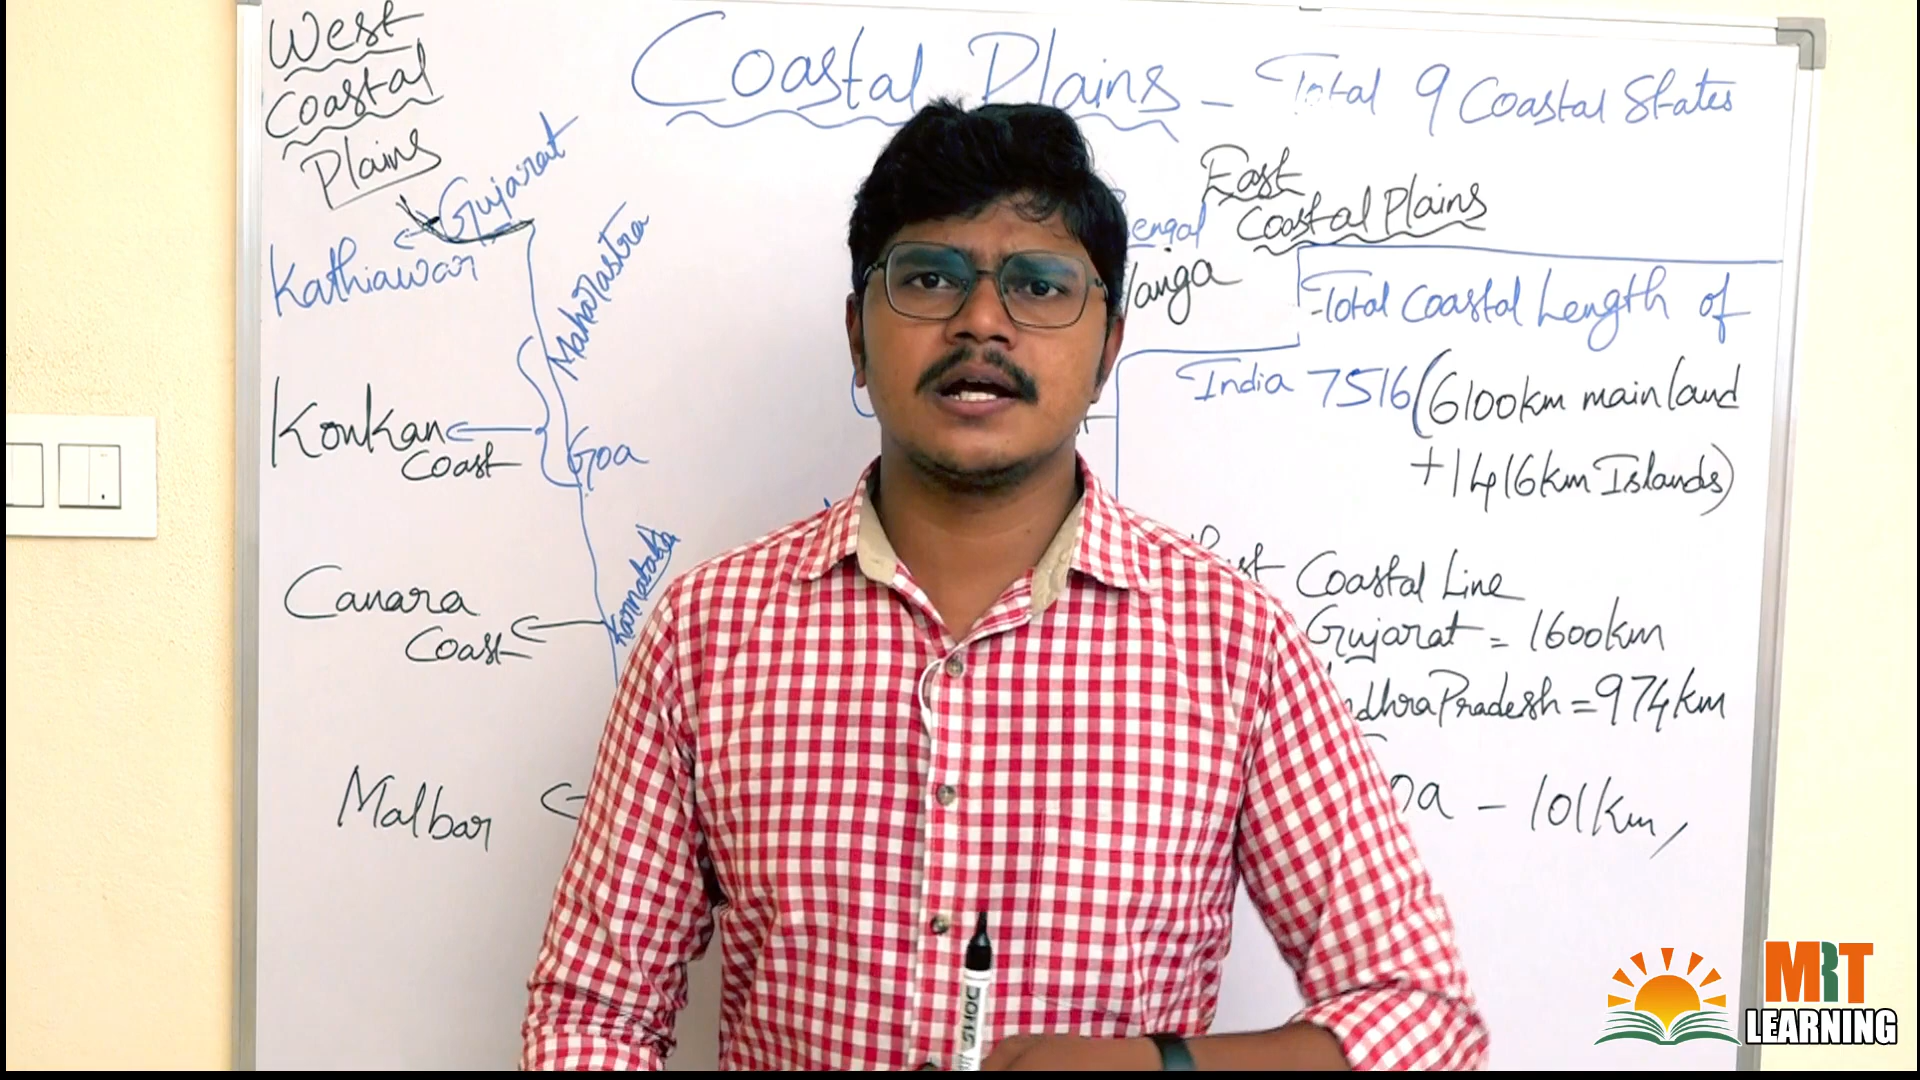 West
Coastal
Plains
Coastal Plains - Total 9 Coastal States
Gujarat
Kathiawar
Maharastra
Konkan
Coast
Goa
Karnataka
Canara
Coast
Malbar
East
Coastal Plains
Total Coastal Length of
India 7516 (6100km mainland
+1416km Islands)
Coastal Line
Gujarat = 1600km
Pradesh = 974km
- 101km,
DOMS
MRT
LEARNING